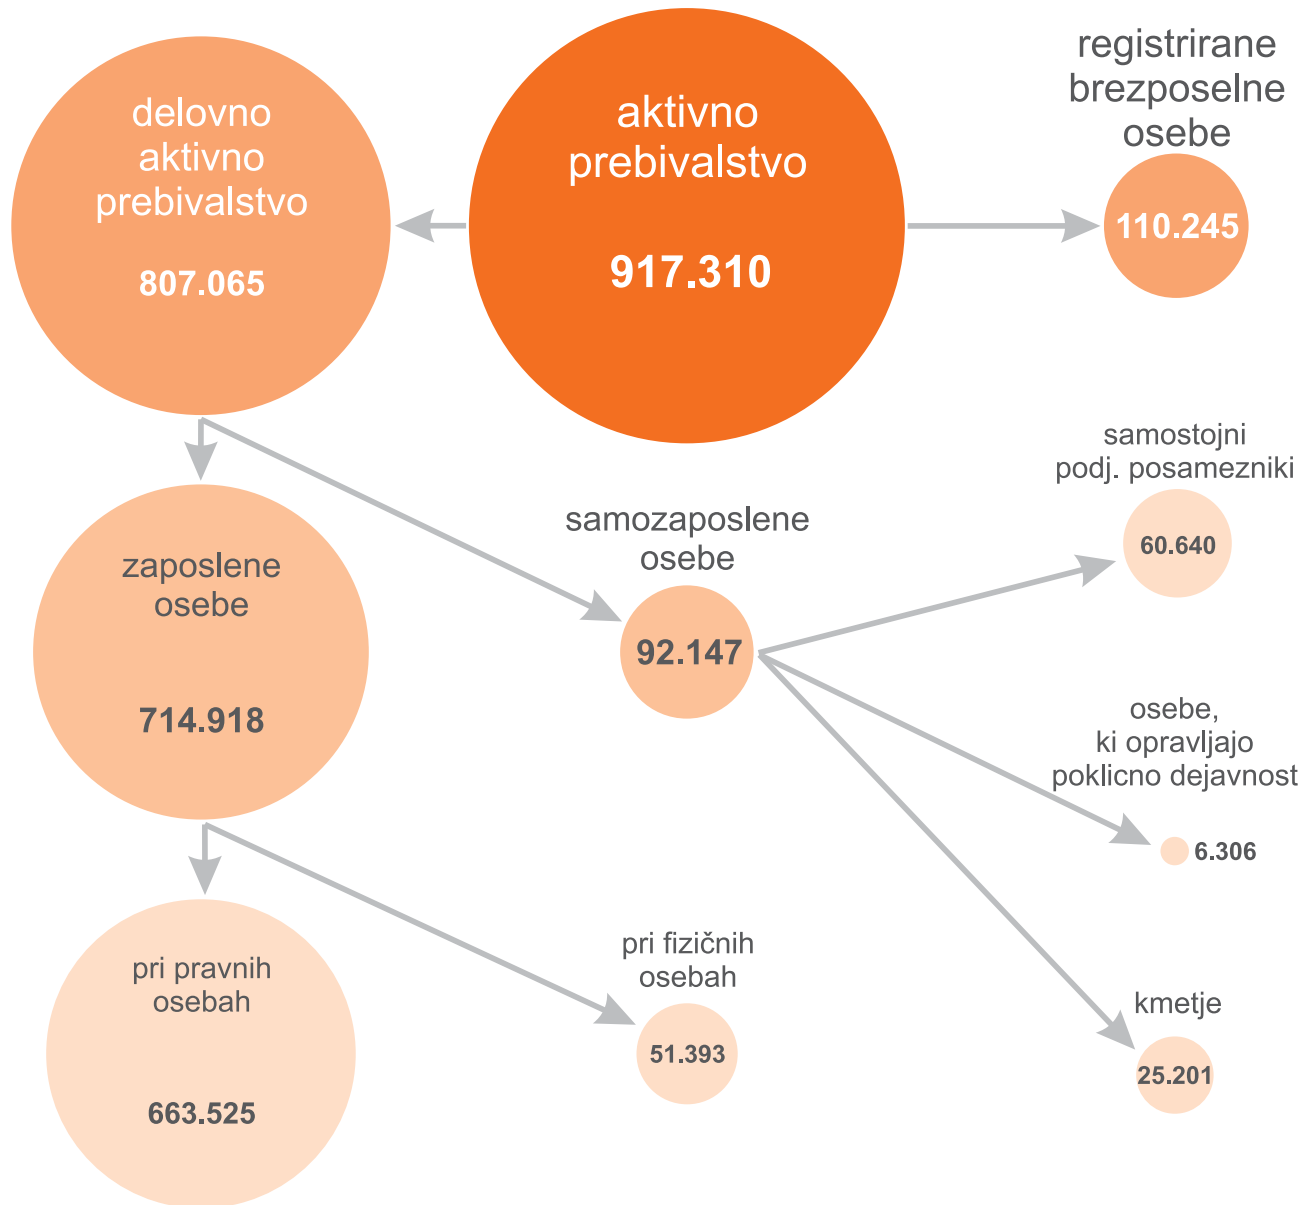 delovno
aktivno
prebivalstvo
807.065
aktivno
prebivalstvo
917.310
registrirane
brezposelne
osebe
110.245
zaposlene
osebe
714.918
samozaposlene
osebe
92.147
samostojni
podj. posamezniki
60.640
osebe,
ki opravljajo
poklicno dejavnost
6.306
pri pravnih
osebah
663.525
pri fizičnih
osebah
51.393
kmetje
25.201